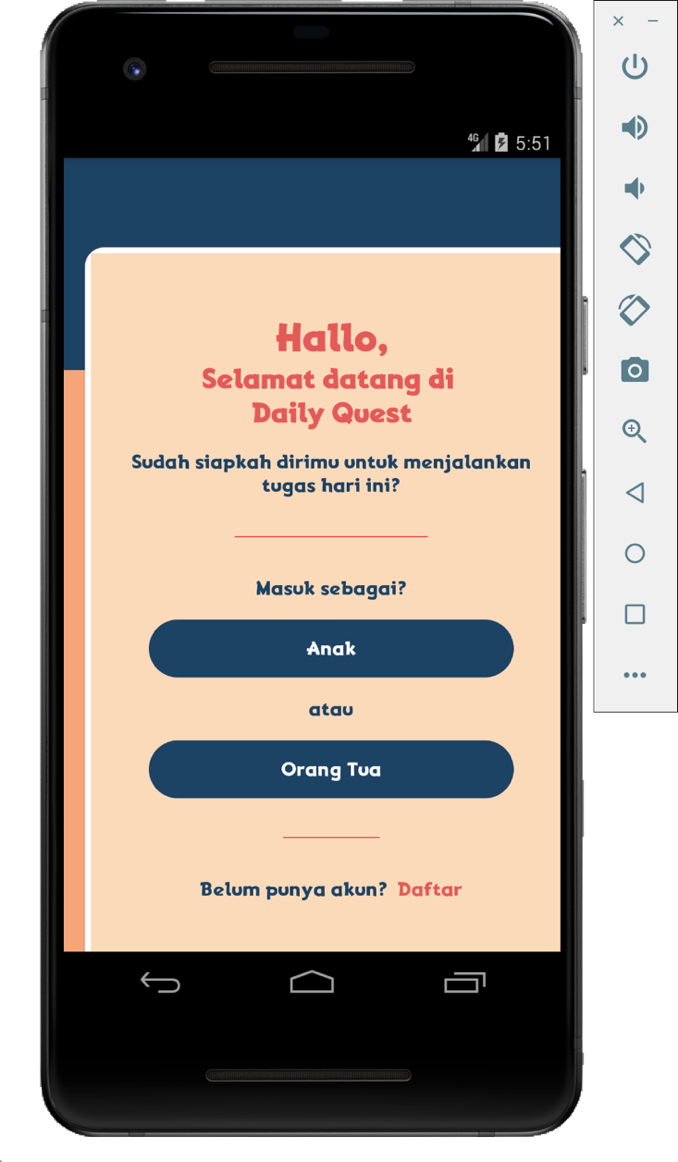 4G 5:51
Hallo,
Selamat datang di
Daily Quest
Sudah siapkah dirimu untuk menjalankan
tugas hari ini?
Masuk sebagai?
Anak
atau
Orang Tua
Belum punya akun? Daftar